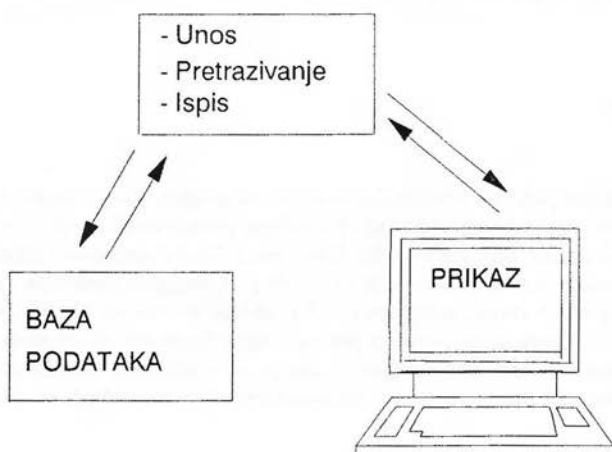 - Unos
- Pretrazivanje
- Ispis
BAZA
PODATAKA
PRIKAZ